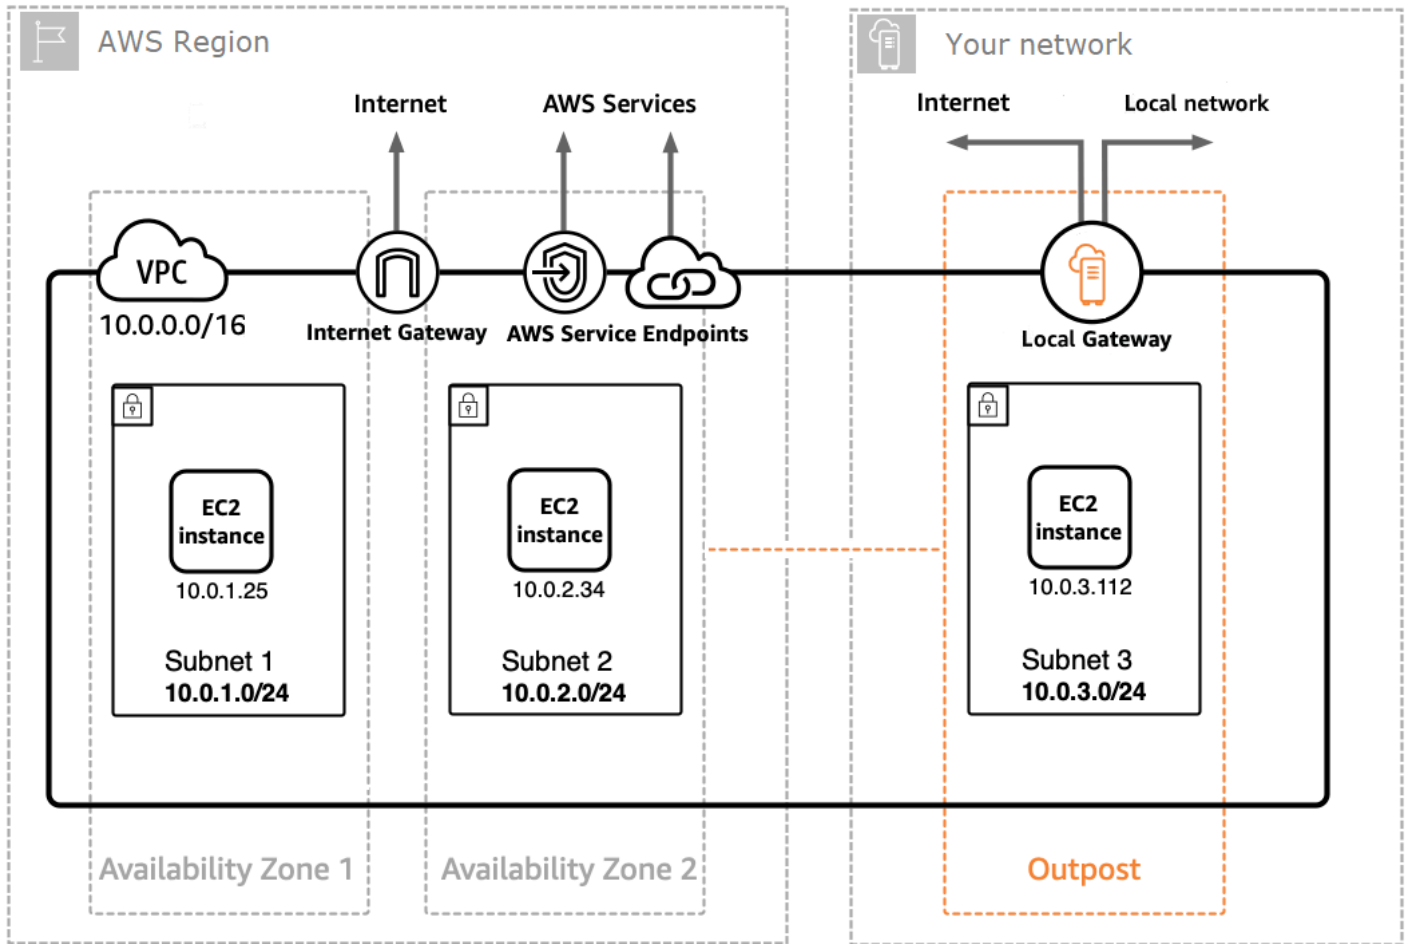 AWS Region
Your network
Internet
AWS Services
Internet
Local network
VPC
10.0.0.0/16
Internet Gateway
AWS Service Endpoints
Local Gateway
EC2
instance
10.0.1.25
Subnet 1
10.0.1.0/24
EC2
instance
10.0.2.34
Subnet 2
10.0.2.0/24
EC2
instance
10.0.3.112
Subnet 3
10.0.3.0/24
Availability Zone 1
Availability Zone 2
Outpost